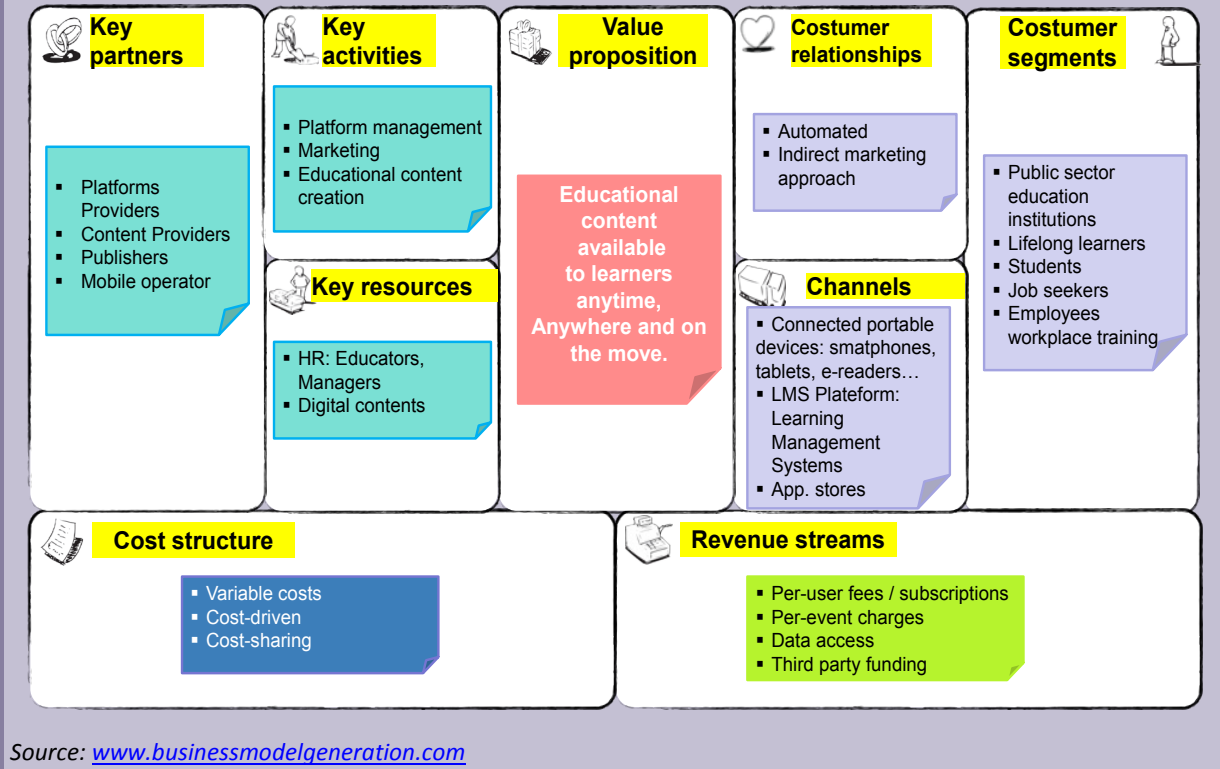 Key
partners
▪ Platforms
Providers
▪ Content Providers
▪ Publishers
▪ Mobile operator
Key
activities
▪ Platform management
▪ Marketing
▪ Educational content
creation
Key resources
▪ HR: Educators,
Managers
▪ Digital contents
Value
proposition
Educational
content
available
to learners
anytime,
Anywhere and on
the move.
Costumer
relationships
▪ Automated
▪ Indirect marketing
approach
Channels
▪ Connected portable
devices: smatphones,
tablets, e-readers…
▪ LMS Plateform:
Learning
Management
Systems
▪ App. stores
Costumer
segments
▪ Public sector
education
institutions
▪ Lifelong learners
▪ Students
▪ Job seekers
▪ Employees
workplace training
Cost structure
▪ Variable costs
▪ Cost-driven
▪ Cost-sharing
Revenue streams
▪ Per-user fees / subscriptions
▪ Per-event charges
▪ Data access
▪ Third party funding
Source: www.businessmodelgeneration.com